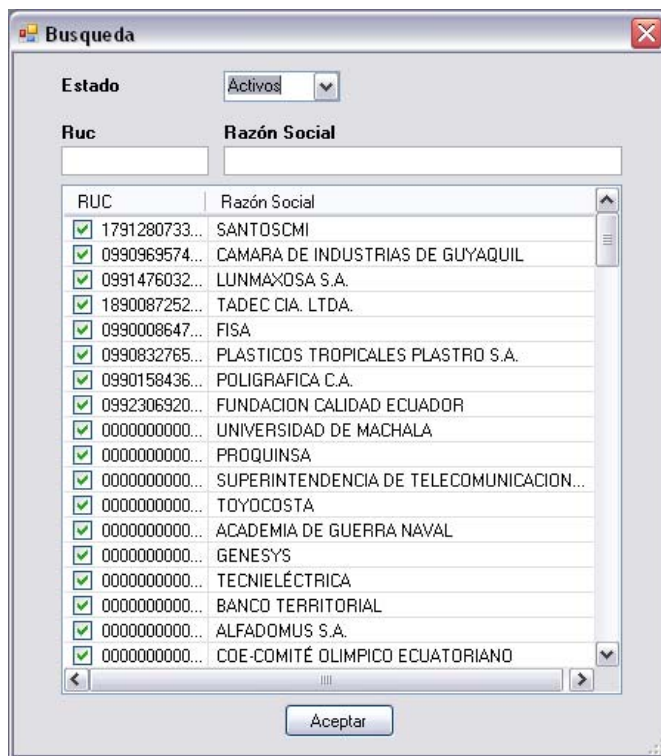 Busqueda
Estado Activos
Ruc Razón Social
RUC Razón Social
1791280733... SANTOSCMI
0990969574... CAMARA DE INDUSTRIAS DE GUYAQUIL
0991476032... LUNMAXOSA S.A.
1890087252... TADEC CIA. LTDA.
0990008647... FISA
0990832765... PLASTICOS TROPICALES PLASTRO S.A.
0990158436... POLIGRAFICA C.A.
0992306920... FUNDACION CALIDAD ECUADOR
0000000000... UNIVERSIDAD DE MACHALA
0000000000... PROQUINSA
0000000000... SUPERINTENDENCIA DE TELECOMUNICACION...
0000000000... TOYOCOSTA
0000000000... ACADEMIA DE GUERRA NAVAL
0000000000... GENESYS
0000000000... TECNIELÉCTRICA
0000000000... BANCO TERRITORIAL
0000000000... ALFADOMUS S.A.
0000000000... COE-COMITÉ OLIMPICO ECUATORIANO
Aceptar